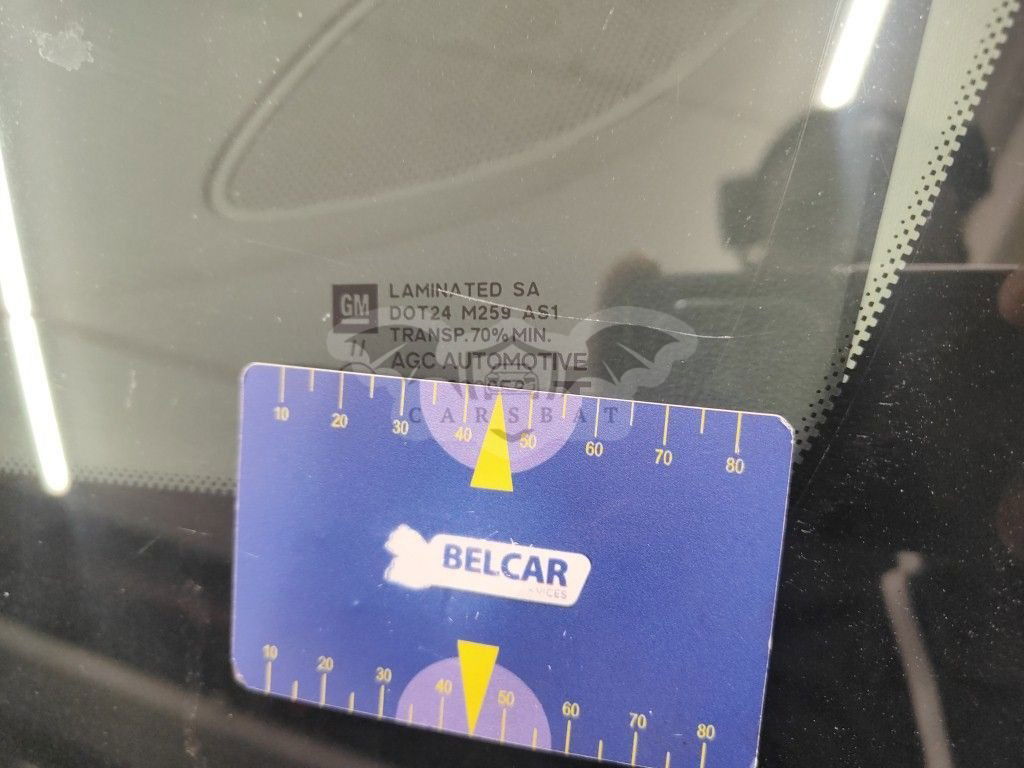 GM
LAMINATED SA
DOT24 M259 AS1
TRANSP.70% MIN.
AGC AUTOMOTIVE
CARSBAT
10 20 30 40 50 60 70 80
BELCAR
10 20 30 40 50 60 70 80